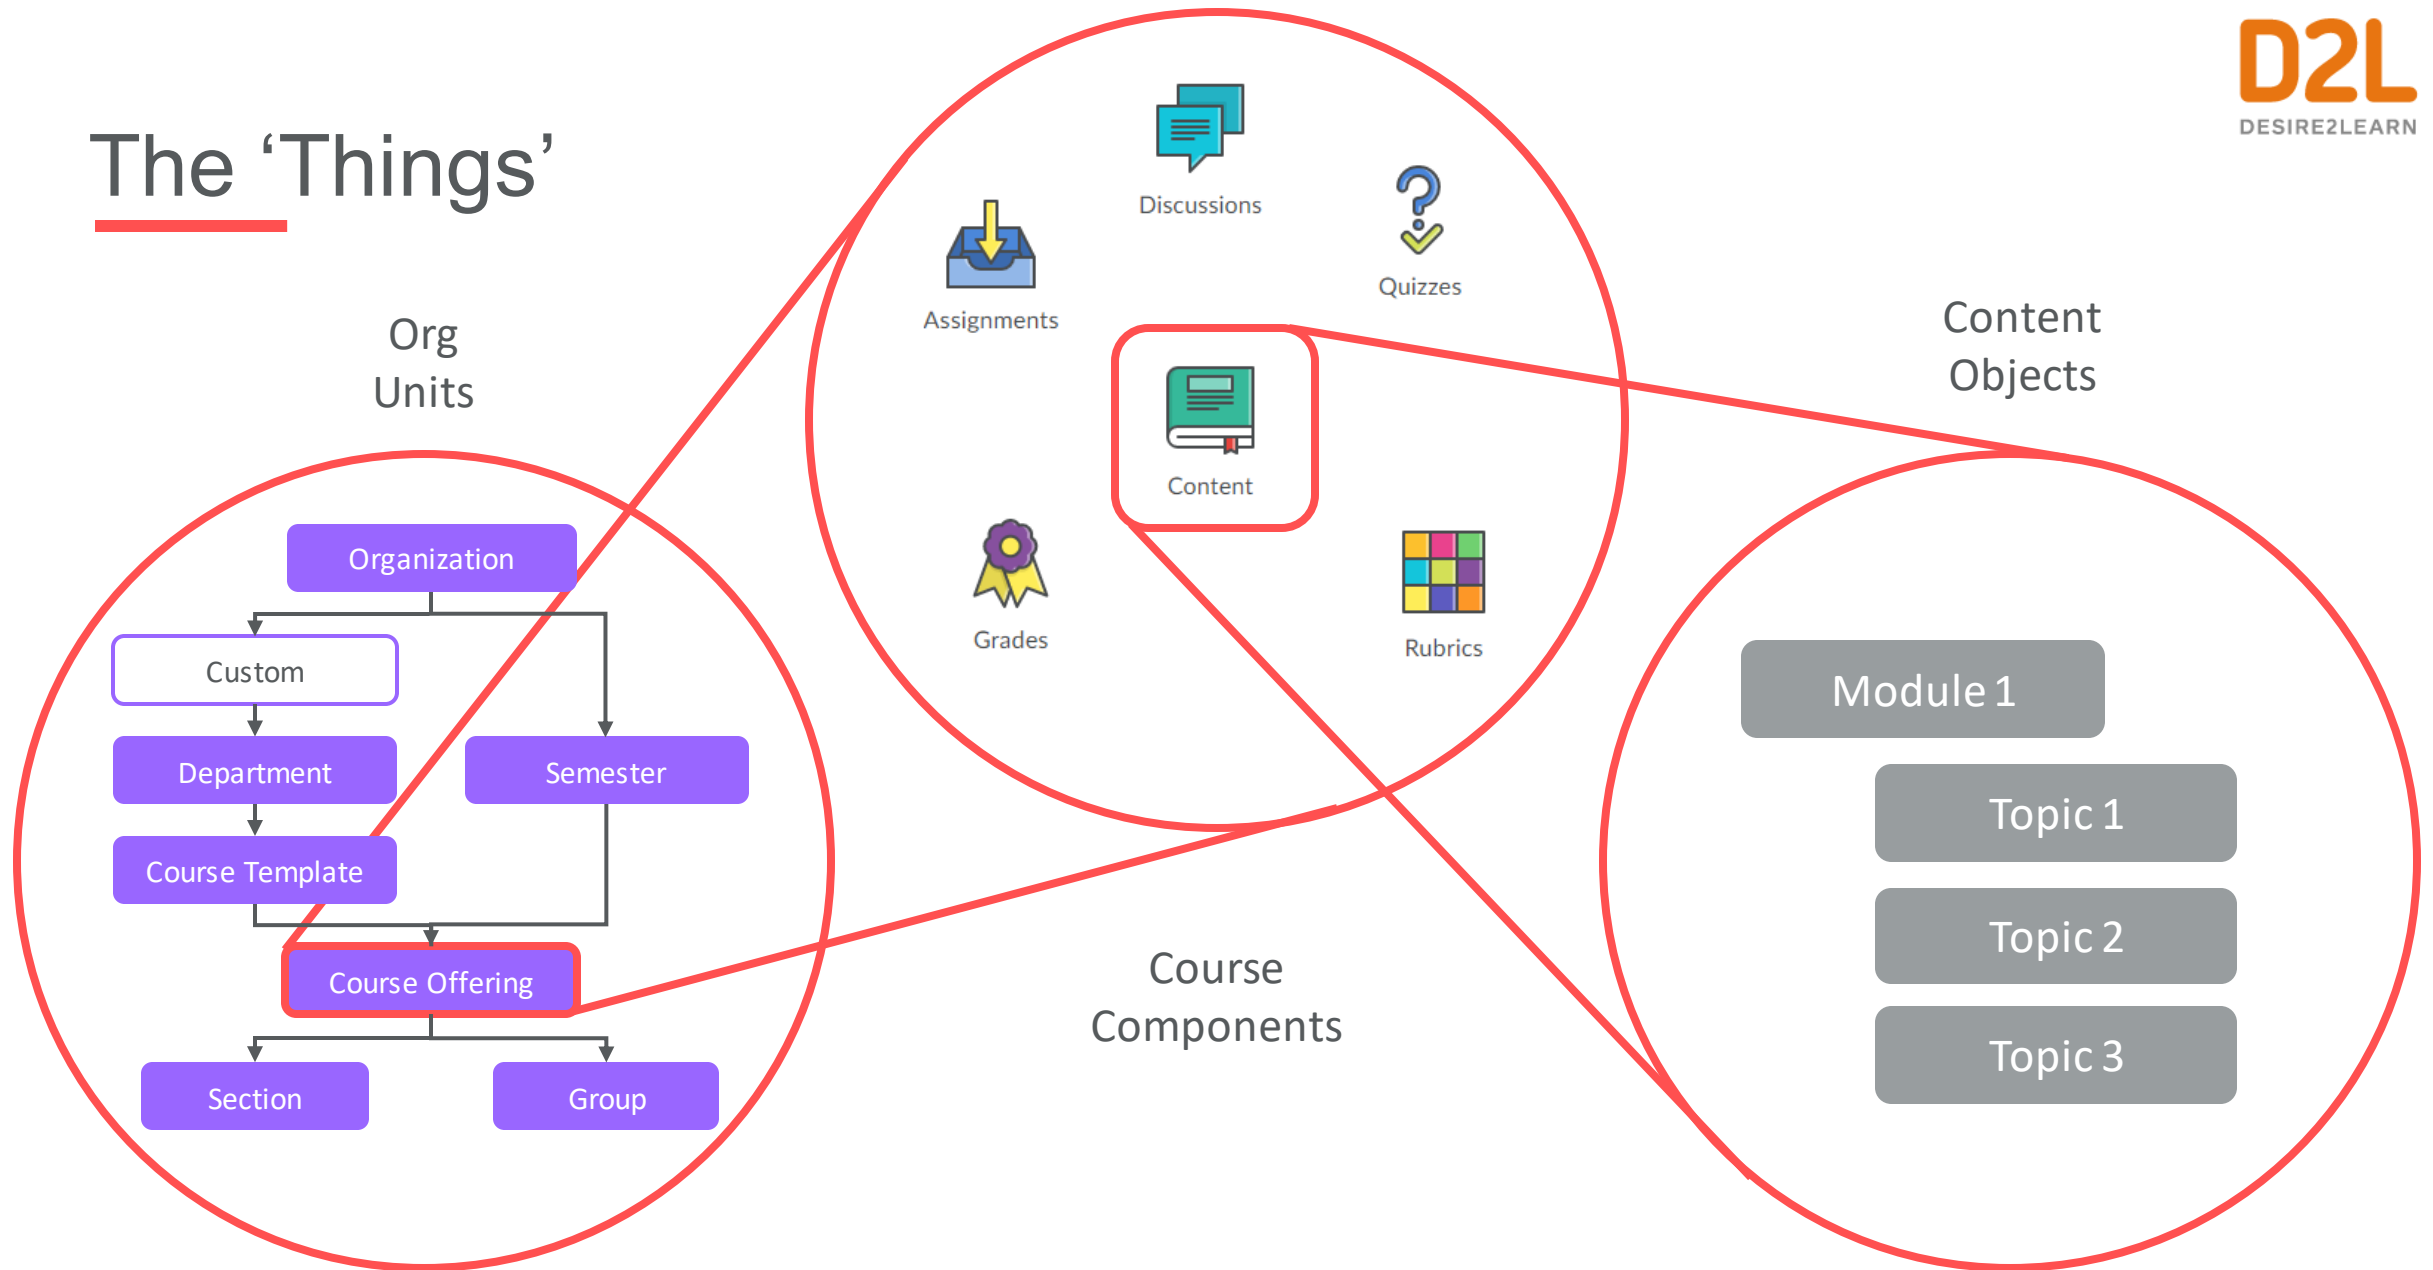 The ‘Things’
D2L
DESIRE2LEARN
Org
Units
Organization
Custom
Department
Semester
Course Template
Course Offering
Section
Group
Discussions
Assignments
Quizzes
Content
Grades
Rubrics
Course
Components
Content
Objects
Module 1
Topic 1
Topic 2
Topic 3